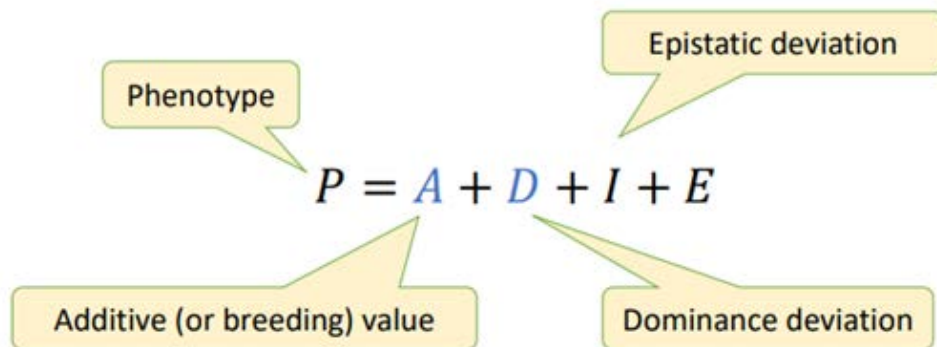 Epistatic deviation
Phenotype
P = A + D + I + E
Additive (or breeding) value
Dominance deviation